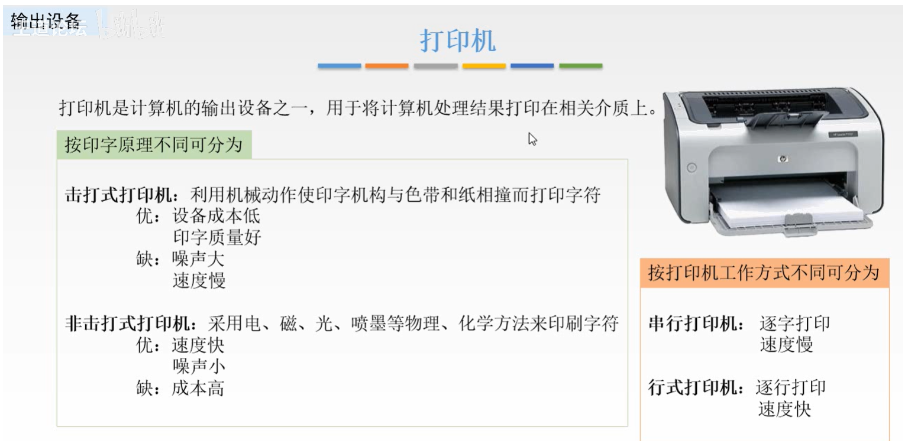 输出设备
打印机
打印机是计算机的输出设备之一，用于将计算机处理结果打印在相关介质上。
按印字原理不同可分为
击打式打印机：利用机械动作使印字机构与色带和纸相撞而打印字符
优：设备成本低
印字质量好
缺：噪声大
速度慢
非击打式打印机：采用电、磁、光、喷墨等物理、化学方法来印刷字符
优：速度快
噪声小
缺：成本高
按打印机工作方式不同可分为
串行打印机： 逐字打印
速度慢
行式打印机：逐行打印
速度快